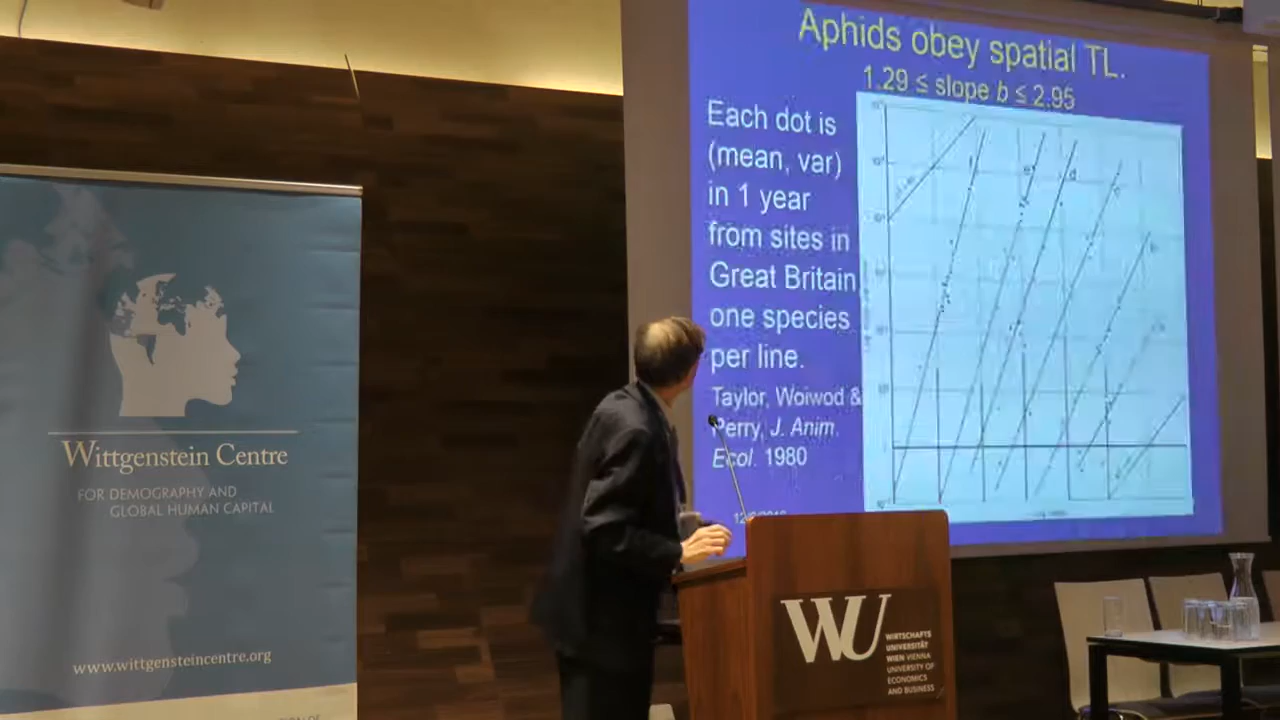 Aphids obey spatial TL.
1.29 ≤ slope b ≤ 2.95
Each dot is
(mean, var)
in 1 year
from sites in
Great Britain
one species
per line.
Taylor, Woiwod &
Perry, J. Anim.
Ecol. 1980
Wittgenstein Centre
FOR DEMOGRAPHY AND
GLOBAL HUMAN CAPITAL
www.wittgensteincentre.org
WU
WIRTSCHAFTS
UNIVERSITÄT
WIEN VIENNA
UNIVERSITY OF
ECONOMICS
AND BUSINESS